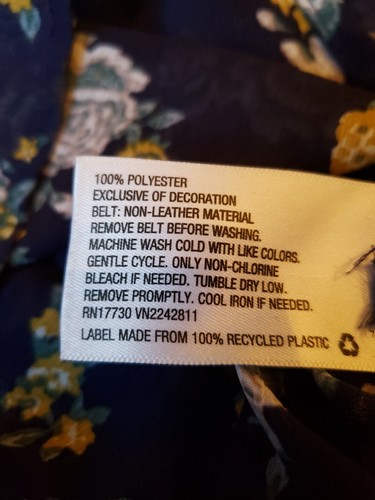 100% POLYESTER
EXCLUSIVE OF DECORATION
BELT: NON-LEATHER MATERIAL
REMOVE BELT BEFORE WASHING.
MACHINE WASH COLD WITH LIKE COLORS.
GENTLE CYCLE. ONLY NON-CHLORINE
BLEACH IF NEEDED. TUMBLE DRY LOW.
REMOVE PROMPTLY. COOL IRON IF NEEDED.
RN17730 VN2242811
LABEL MADE FROM 100% RECYCLED PLASTIC